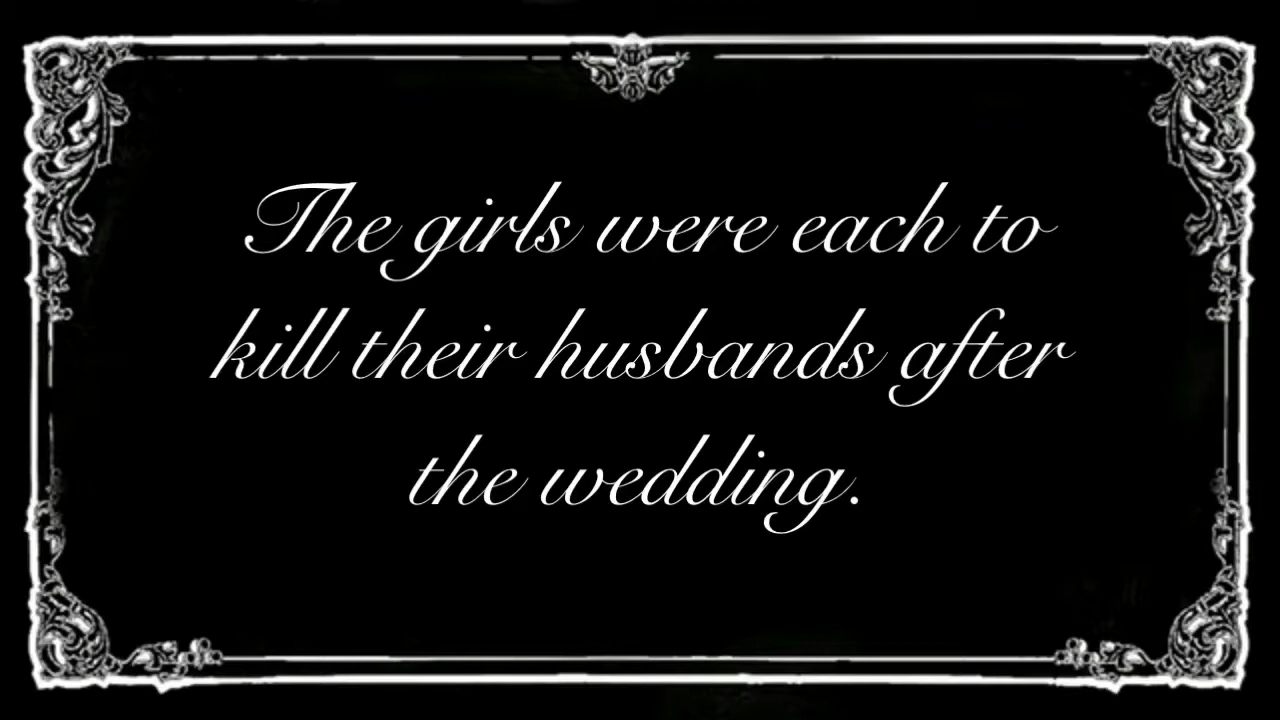 The girls were each to
kill their husbands after
the wedding.